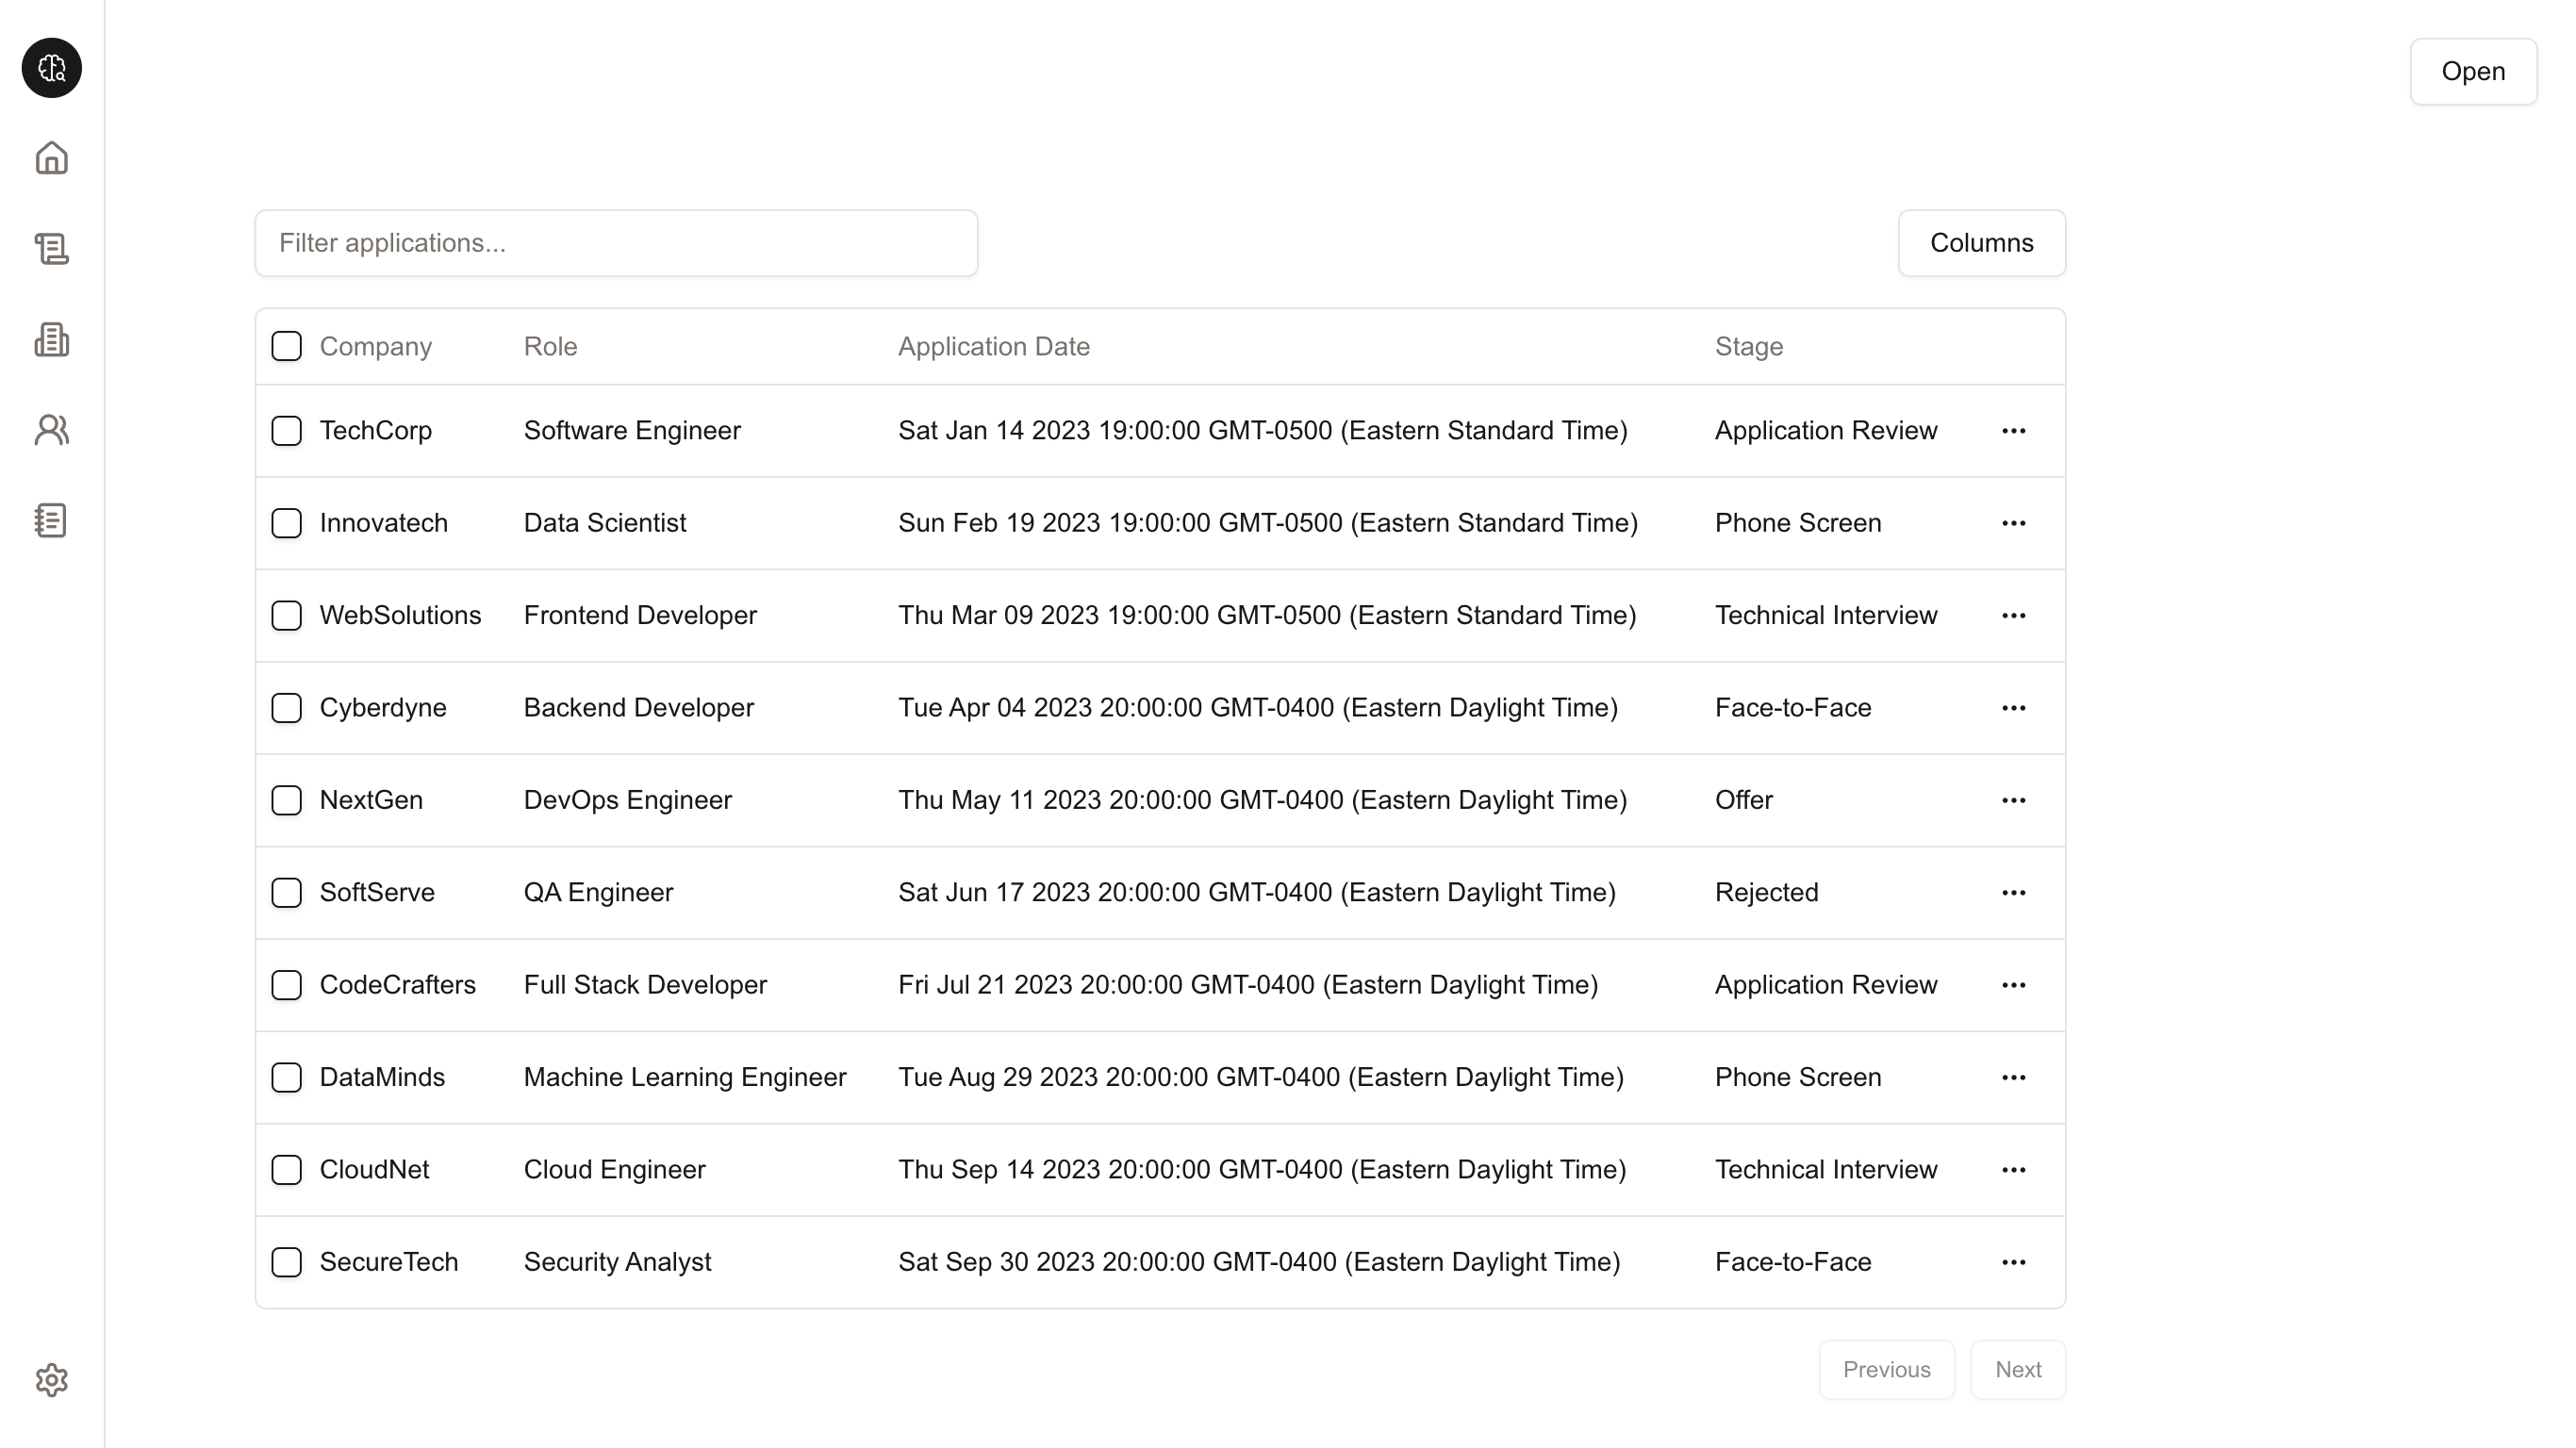 Open
Filter applications...
Columns
Company Role Application Date Stage
TechCorp Software Engineer Sat Jan 14 2023 19:00:00 GMT-0500 (Eastern Standard Time) Application Review
Innovatech Data Scientist Sun Feb 19 2023 19:00:00 GMT-0500 (Eastern Standard Time) Phone Screen
WebSolutions Frontend Developer Thu Mar 09 2023 19:00:00 GMT-0500 (Eastern Standard Time) Technical Interview
Cyberdyne Backend Developer Tue Apr 04 2023 20:00:00 GMT-0400 (Eastern Daylight Time) Face-to-Face
NextGen DevOps Engineer Thu May 11 2023 20:00:00 GMT-0400 (Eastern Daylight Time) Offer
SoftServe QA Engineer Sat Jun 17 2023 20:00:00 GMT-0400 (Eastern Daylight Time) Rejected
CodeCrafters Full Stack Developer Fri Jul 21 2023 20:00:00 GMT-0400 (Eastern Daylight Time) Application Review
DataMinds Machine Learning Engineer Tue Aug 29 2023 20:00:00 GMT-0400 (Eastern Daylight Time) Phone Screen
CloudNet Cloud Engineer Thu Sep 14 2023 20:00:00 GMT-0400 (Eastern Daylight Time) Technical Interview
SecureTech Security Analyst Sat Sep 30 2023 20:00:00 GMT-0400 (Eastern Daylight Time) Face-to-Face
Previous Next